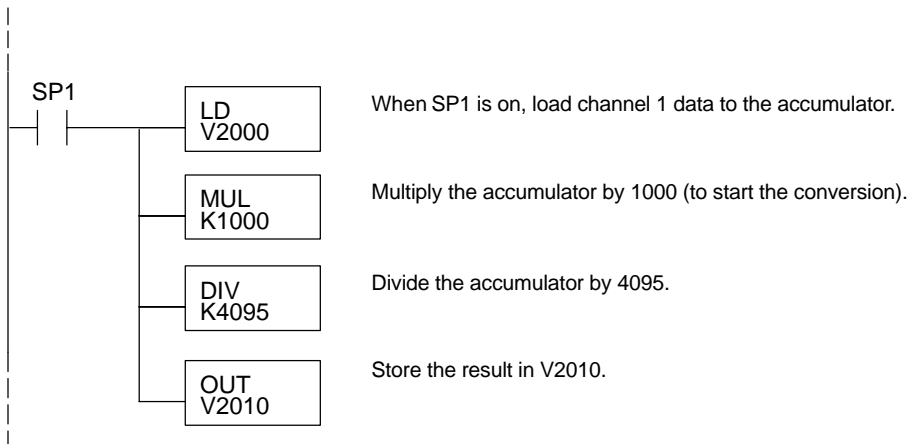 SP1
LD
V2000
When SP1 is on, load channel 1 data to the accumulator.
MUL
K1000
Multiply the accumulator by 1000 (to start the conversion).
DIV
K4095
Divide the accumulator by 4095.
OUT
V2010
Store the result in V2010.